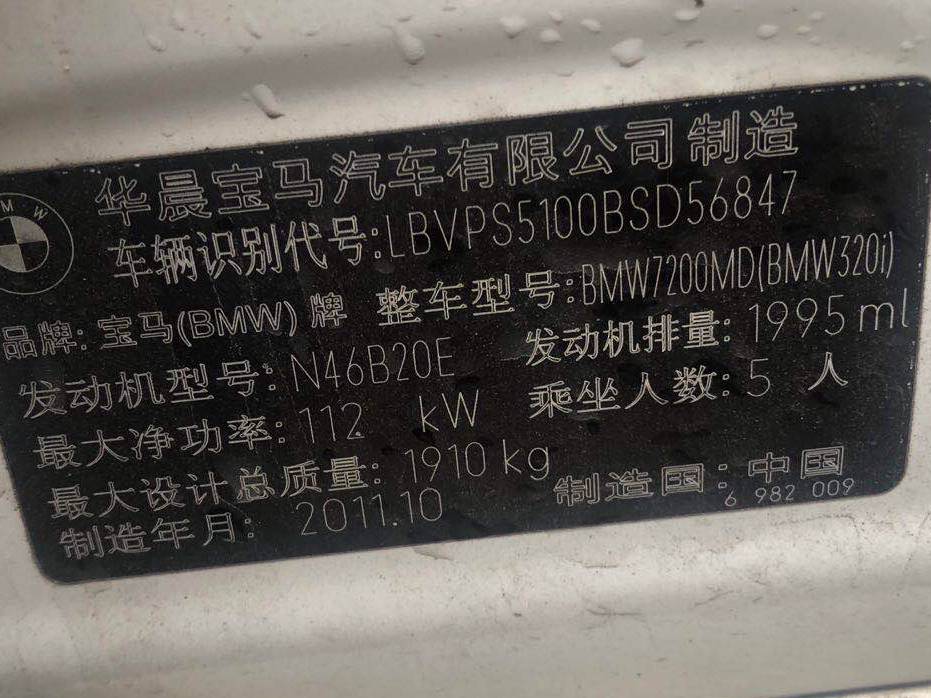 BMW
华晨宝马汽车有限公司制造
车辆识别代号:LBVPS5100BSD56847
品牌:宝马(BMW)牌 整车型号:BMW7200MD(BMW320i)
发动机型号:N46B20E 发动机排量:1995ml
最大净功率:112 kW 乘坐人数:5 人
最大设计总质量:1910kg 制造国:中国
制造年月:2011.10 6 982 009